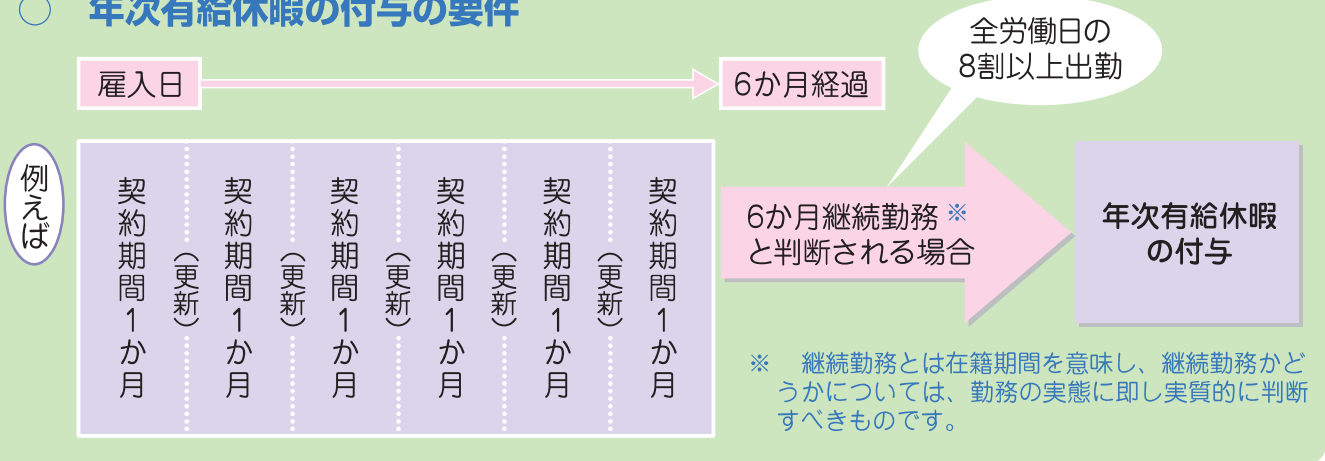 ○ 年次有給休暇の付与の要件
全労働日の
8割以上出勤
雇入日
6か月経過
例えば
契約期間1か月
（更新）
契約期間1か月
（更新）
契約期間1か月
（更新）
契約期間1か月
（更新）
契約期間1か月
（更新）
契約期間1か月
6か月継続勤務※
と判断される場合
年次有給休暇
の付与
※　継続勤務とは在籍期間を意味し、継続勤務かど
うかについては、勤務の実態に即し実質的に判断
すべきものです。